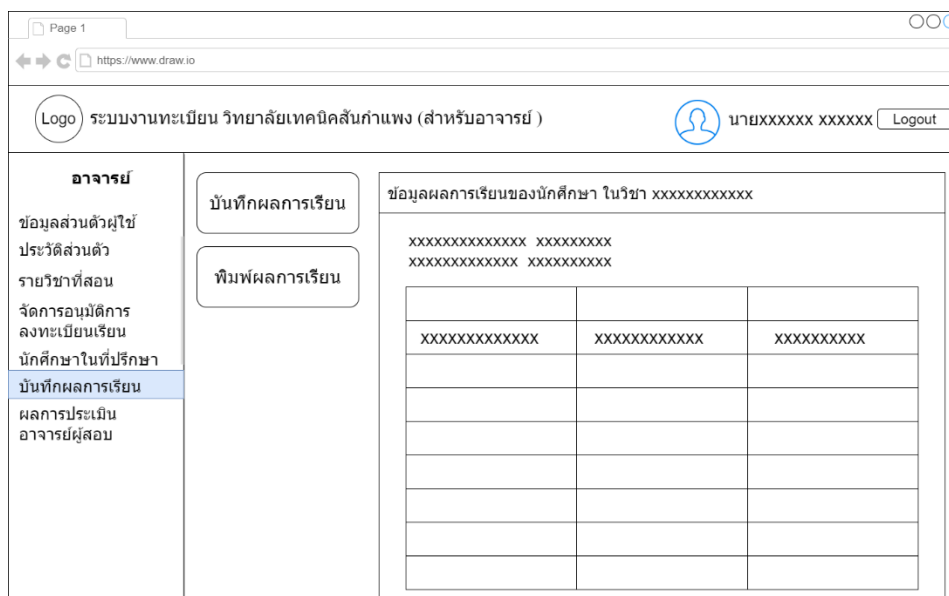 Page 1
https://www.draw.io
Logo ระบบงานทะเบียน วิทยาลัยเทคนิคสันกำแพง (สำหรับอาจารย์ )
นายxxxxxx xxxxxx Logout
อาจารย์
ข้อมูลส่วนตัวผู้ใช้
ประวัติส่วนตัว
รายวิชาที่สอน
จัดการอนุมัติการ
ลงทะเบียนเรียน
นักศึกษาในที่ปรึกษา
บันทึกผลการเรียน
ผลการประเมิน
อาจารย์ผู้สอบ
บันทึกผลการเรียน
พิมพ์ผลการเรียน
ข้อมูลผลการเรียนของนักศึกษา ในวิชา xxxxxxxxxxxx
xxxxxxxxxxxxxx xxxxxxxxx
xxxxxxxxxxxxx xxxxxxxxxx
xxxxxxxxxxxxx xxxxxxxxxxxx xxxxxxxxxx